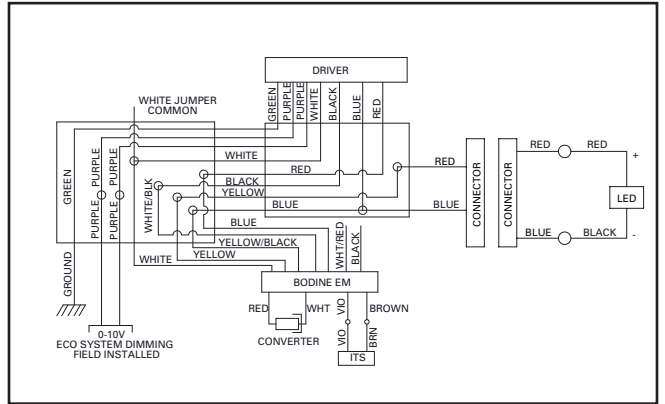 DRIVER
GREEN
PURPLE
PURPLE
WHITE
BLACK
BLUE
RED
WHITE JUMPER
COMMON
WHITE
RED
BLACK
YELLOW
BLUE
RED
BLUE
CONNECTOR
CONNECTOR
RED
RED
+
LED
BLUE
BLACK
-
GREEN
PURPLE
PURPLE
PURPLE
PURPLE
WHITE/BLK
BLUE
YELLOW/BLACK
YELLOW
WHITE
WHT/RED
BLACK
GROUND
BODINE EM
RED
WHT
CONVERTER
VIO
BROWN
VIO
BRN
ITS
0-10V
ECO SYSTEM DIMMING
FIELD INSTALLED